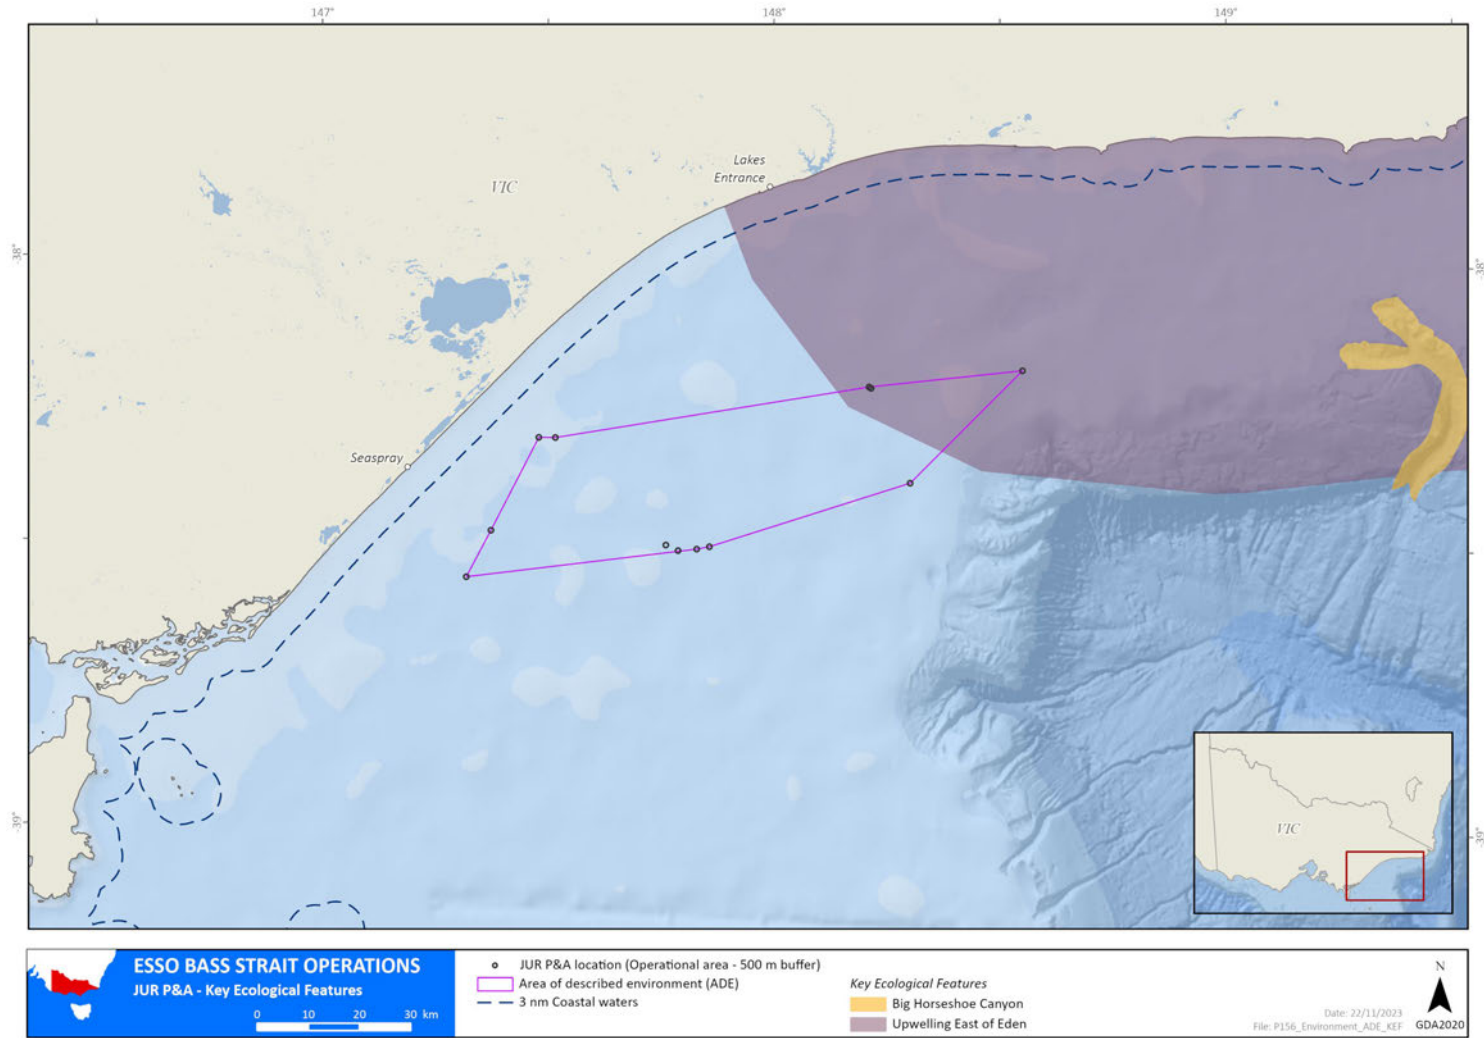 147°
148°
149°
Lakes
Entrance
VIC
38°
38°
Seaspray
39°
39°
VIC
ESSO BASS STRAIT OPERATIONS
JUR P&A - Key Ecological Features
0 10 20 30 km
JUR P&A location (Operational area - 500 m buffer)
Area of described environment (ADE)
3 nm Coastal waters
Key Ecological Features
Big Horseshoe Canyon
Upwelling East of Eden
N
Date: 22/11/2023
File: P156_Environment_ADE_KEF
GDA2020